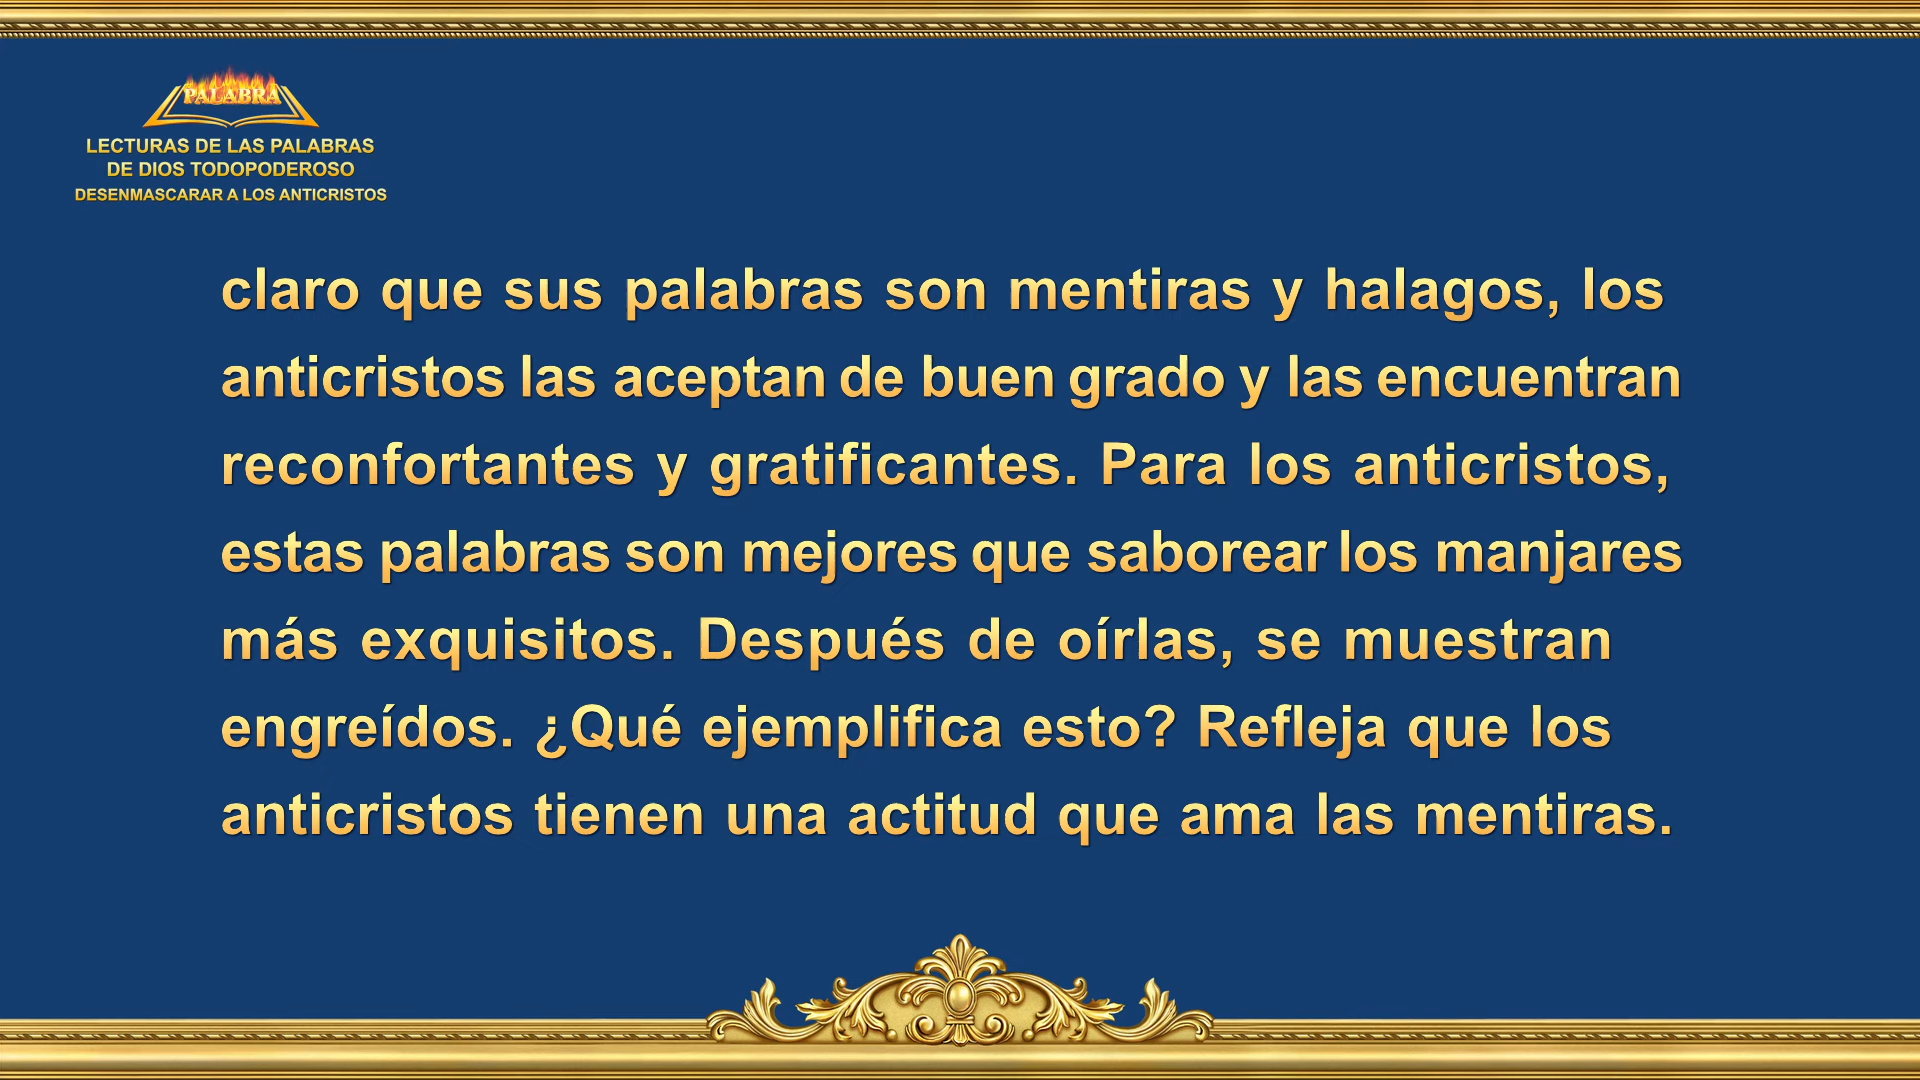 PALABRA
LECTURAS DE LAS PALABRAS
DE DIOS TODOPODEROSO
DESENMASCARAR A LOS ANTICRISTOS
claro que sus palabras son mentiras y halagos, los
anticristos las aceptan de buen grado y las encuentran
reconfortantes y gratificantes. Para los anticristos,
estas palabras son mejores que saborear los manjares
más exquisitos. Después de oírlas, se muestran
engreídos. ¿Qué ejemplifica esto? Refleja que los
anticristos tienen una actitud que ama las mentiras.